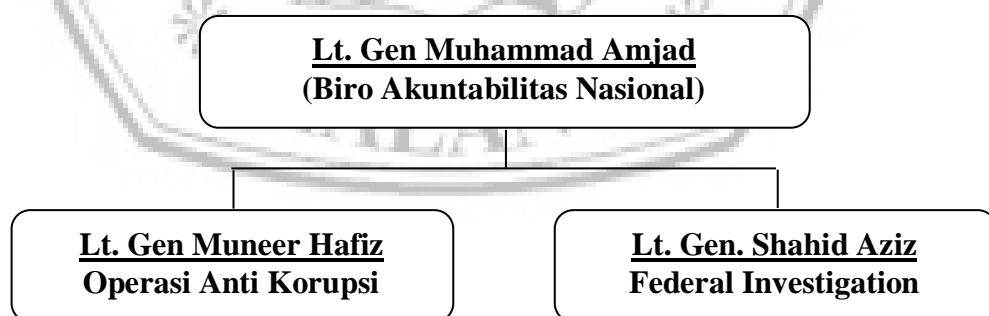 Lt. Gen Muhammad Amjad
(Biro Akuntabilitas Nasional)
Lt. Gen Muneer Hafiz
Operasi Anti Korupsi
Lt. Gen. Shahid Aziz
Federal Investigation